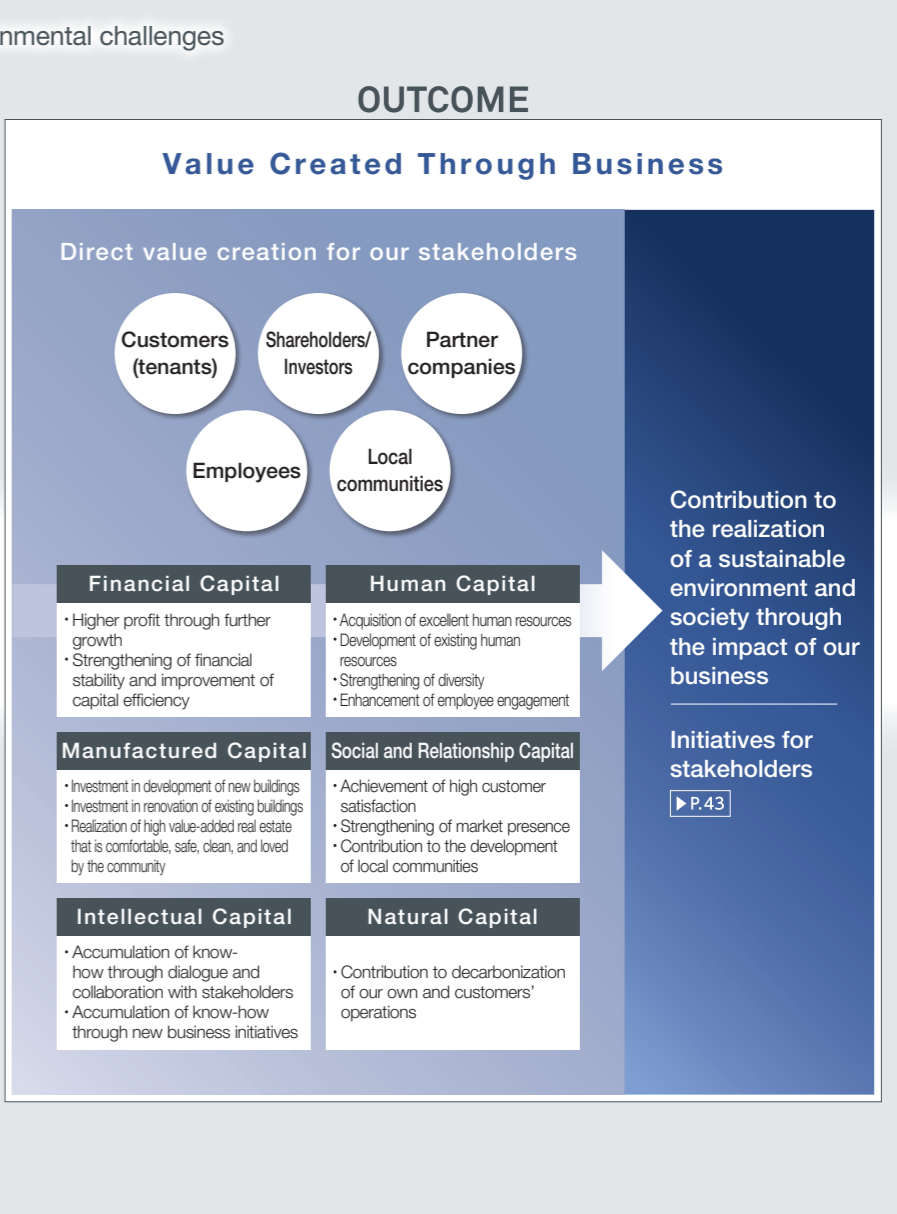 nmental challenges
OUTCOME
Value Created Through Business
Direct value creation for our stakeholders
Customers
(tenants)
Shareholders/
Investors
Partner
companies
Employees
Local
communities
Financial Capital
・Higher profit through further
growth
・Strengthening of financial
stability and improvement of
capital efficiency
Human Capital
・Acquisition of excellent human resources
・Development of existing human
resources
・Strengthening of diversity
・Enhancement of employee engagement
Manufactured Capital
・Investment in development of new buildings
・Investment in renovation of existing buildings
・Realization of high value-added real estate
that is comfortable, safe, clean, and loved
by the community
Social and Relationship Capital
・Achievement of high customer
satisfaction
・Strengthening of market presence
・Contribution to the development
of local communities
Intellectual Capital
・Accumulation of know-
how through dialogue and
collaboration with stakeholders
・Accumulation of know-how
through new business initiatives
Natural Capital
・Contribution to decarbonization
of our own and customers’
operations
Contribution to
the realization
of a sustainable
environment and
society through
the impact of our
business
Initiatives for
stakeholders
▶P.43